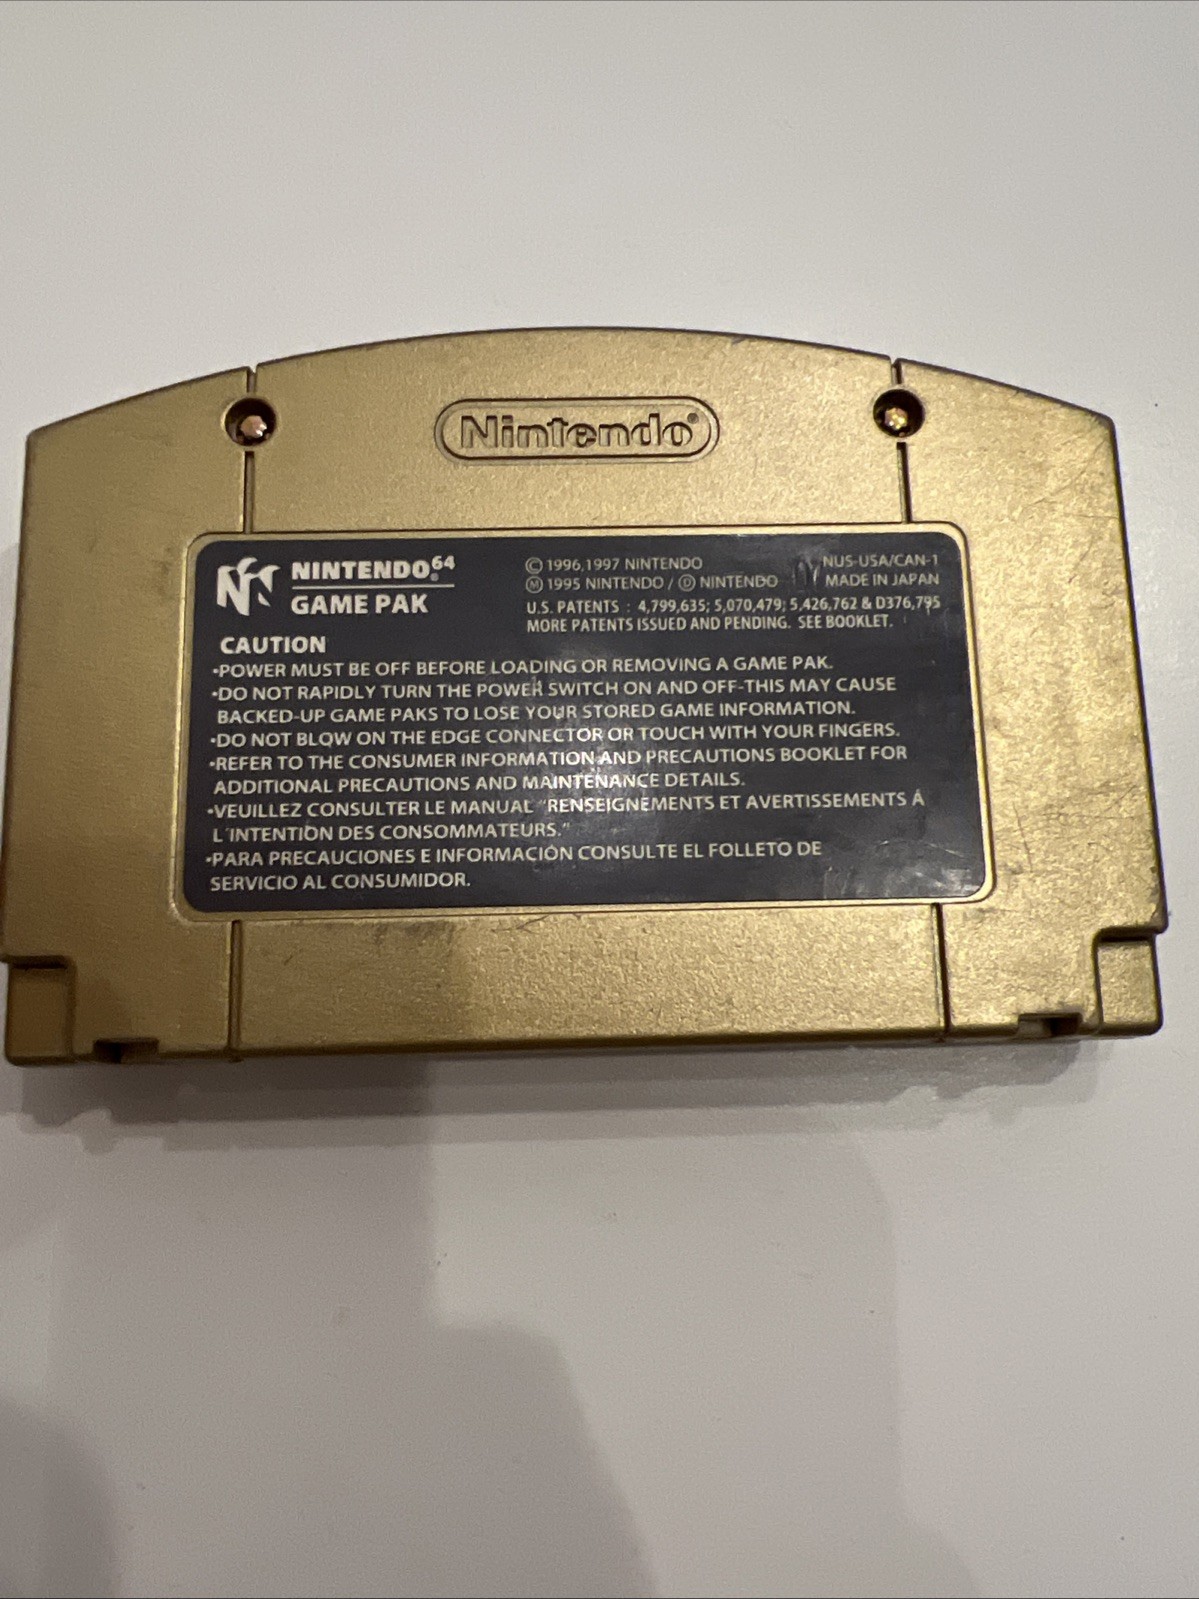 Nintendo®
NINTENDO®64
GAME PAK
© 1996,1997 NINTENDO
Ⓜ 1995 NINTENDO / Ⓓ NINTENDO
NUS-USA/CAN-1
MADE IN JAPAN
U.S. PATENTS : 4,799,635; 5,070,479; 5,426,762 & D376,795
MORE PATENTS ISSUED AND PENDING. SEE BOOKLET.
CAUTION
•POWER MUST BE OFF BEFORE LOADING OR REMOVING A GAME PAK.
•DO NOT RAPIDLY TURN THE POWER SWITCH ON AND OFF-THIS MAY CAUSE
BACKED-UP GAME PAKS TO LOSE YOUR STORED GAME INFORMATION.
•DO NOT BLOW ON THE EDGE CONNECTOR OR TOUCH WITH YOUR FINGERS.
•REFER TO THE CONSUMER INFORMATION AND PRECAUTIONS BOOKLET FOR
ADDITIONAL PRECAUTIONS AND MAINTENANCE DETAILS.
•VEUILLEZ CONSULTER LE MANUAL "RENSEIGNEMENTS ET AVERTISSEMENTS Á
L'INTENTION DES CONSOMMATEURS."
•PARA PRECAUCIONES E INFORMACIÓN CONSULTE EL FOLLETO DE
SERVICIO AL CONSUMIDOR.